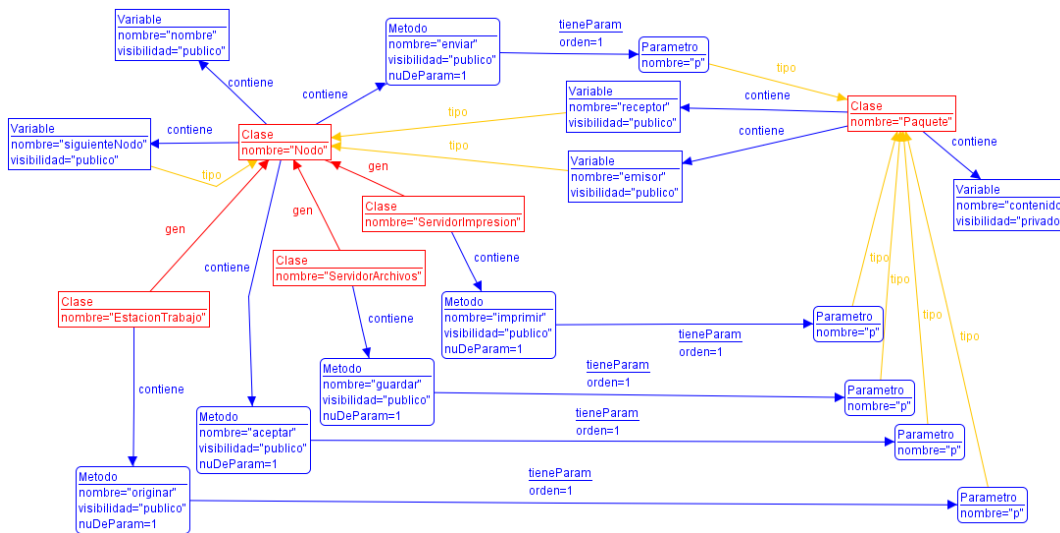 Variable
nombre="nombre"
visibilidad="publico"
Metodo
nombre="enviar"
visibilidad="publico"
nuDeParam=1
tieneParam
orden=1
Parametro
nombre="p"
tipo
contiene
contiene
Variable
nombre="receptor"
visibilidad="publico"
contiene
Clase
nombre="Paquete"
tipo
Variable
nombre="siguienteNodo"
visibilidad="publico"
contiene
Clase
nombre="Nodo"
tipo
contiene
contiene
tipo
gen
Variable
nombre="emisor"
visibilidad="publico"
Variable
nombre="contenido"
visibilidad="privado"
gen
gen
Clase
nombre="ServidorImpresion"
contiene
contiene
Clase
nombre="ServidorArchivos"
tipo
Clase
nombre="EstacionTrabajo"
Metodo
nombre="imprimir"
visibilidad="publico"
nuDeParam=1
contiene
tieneParam
orden=1
Parametro
nombre="p"
tipo
tipo
tipo
Metodo
nombre="guardar"
visibilidad="publico"
nuDeParam=1
tieneParam
orden=1
Parametro
nombre="p"
contiene
Metodo
nombre="aceptar"
visibilidad="publico"
nuDeParam=1
tieneParam
orden=1
Parametro
nombre="p"
Metodo
nombre="originar"
visibilidad="publico"
nuDeParam=1
tieneParam
orden=1
Parametro
nombre="p"